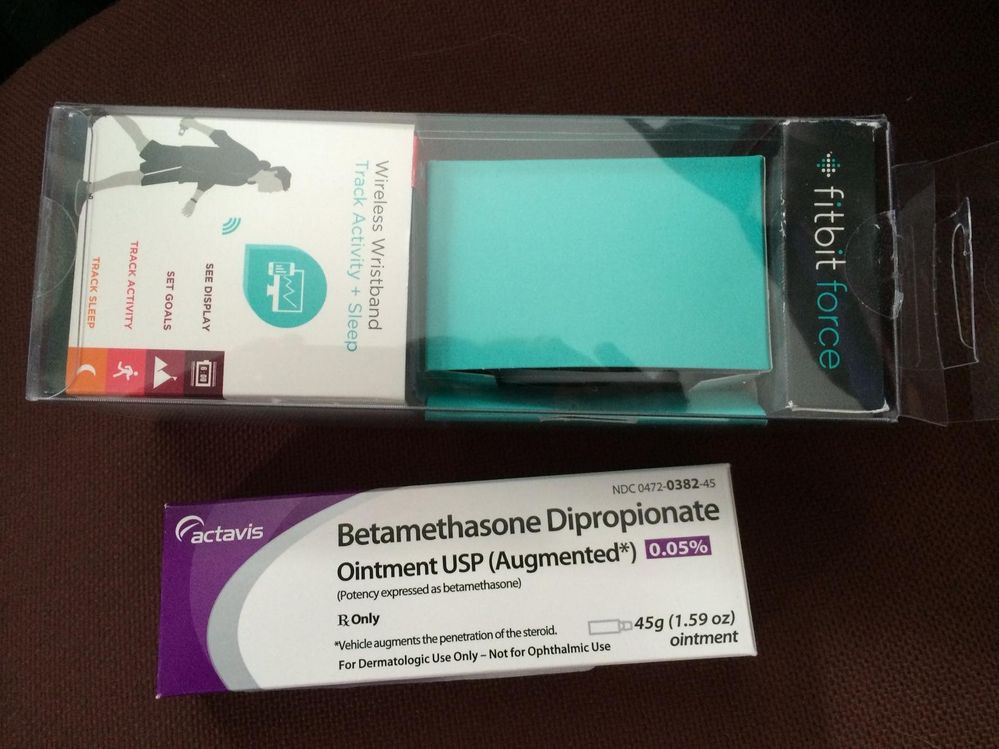 fitbit force
Wireless Wristband
Track Activity + Sleep
SEE DISPLAY
SET GOALS
TRACK ACTIVITY
TRACK SLEEP
NDC 0472-0382-45
actavis
Betamethasone Dipropionate
Ointment USP (Augmented*) 0.05%
(Potency expressed as betamethasone)
℞ Only
*Vehicle augments the penetration of the steroid.
45g (1.59 oz)
ointment
For Dermatologic Use Only – Not for Ophthalmic Use